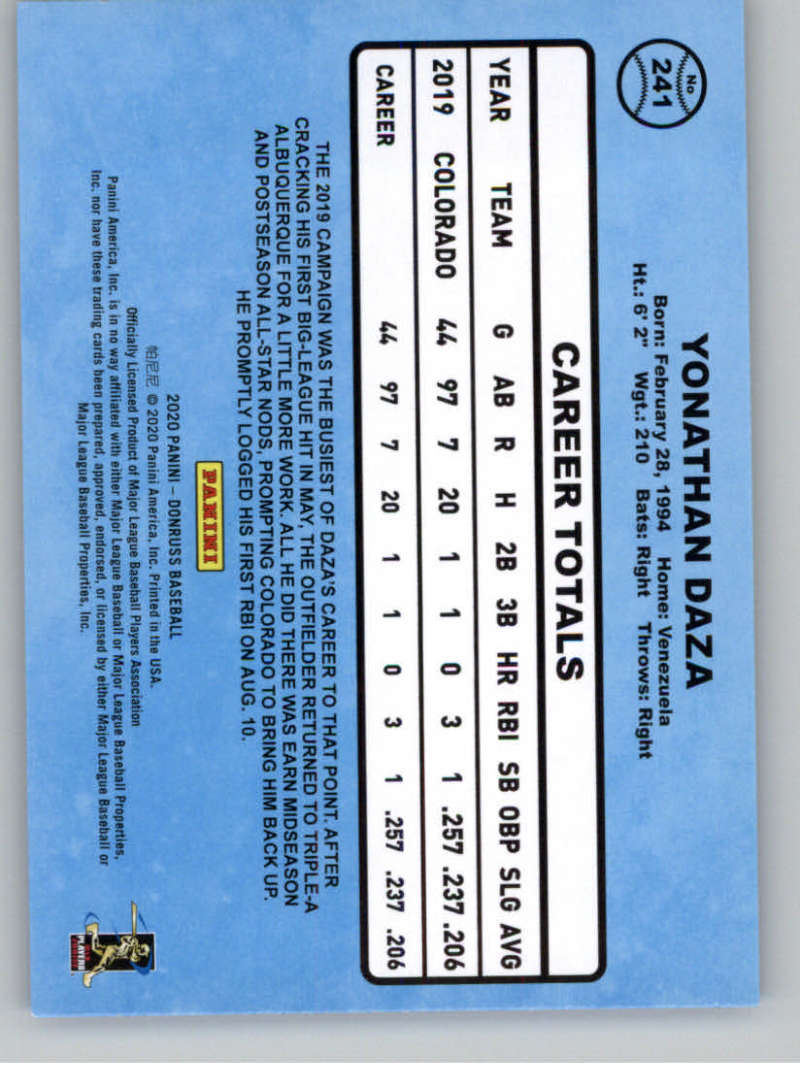 No
241
YONATHAN DAZA
Born: February 28, 1994 Home: Venezuela
Ht.: 6' 2" Wgt.: 210 Bats: Right Throws: Right
CAREER TOTALS
YEAR TEAM G AB R H 2B 3B HR RBI SB OBP SLG AVG
2019 COLORADO 44 97 7 20 1 1 0 3 1 .257 .237 .206
CAREER 44 97 7 20 1 1 0 3 1 .257 .237 .206
THE 2019 CAMPAIGN WAS THE BUSIEST OF DAZA'S CAREER TO THAT POINT. AFTER
CRACKING HIS FIRST BIG-LEAGUE HIT IN MAY, THE OUTFIELDER RETURNED TO TRIPLE-A
ALBUQUERQUE FOR A LITTLE MORE WORK. ALL HE DID THERE WAS EARN MIDSEASON
AND POSTSEASON ALL-STAR NODS, PROMPTING COLORADO TO BRING HIM BACK UP.
HE PROMPTLY LOGGED HIS FIRST RBI ON AUG. 10.
PANINI
2020 PANINI – DONRUSS BASEBALL
帕尼尼 © 2020 Panini America, Inc. Printed in the USA.
Officially Licensed Product of Major League Baseball Players Association
Panini America, Inc. is in no way affiliated with either Major League Baseball or Major League Baseball Properties,
Inc. nor have these trading cards been prepared, approved, endorsed, or licensed by either Major League Baseball or
Major League Baseball Properties, Inc.
PLAYERS